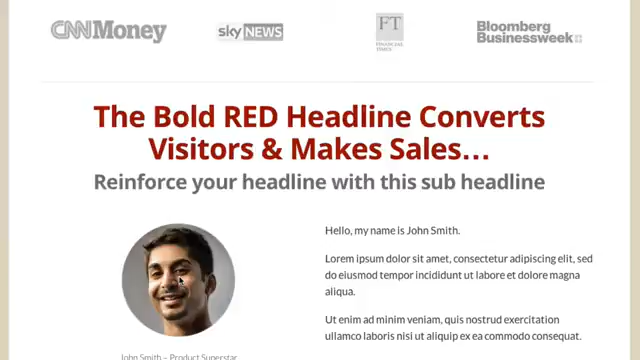 CNNMoney sky NEWS FT Bloomberg
FINANCIAL TIMES Businessweek
The Bold RED Headline Converts
Visitors & Makes Sales…
Reinforce your headline with this sub headline
Hello, my name is John Smith.
Lorem ipsum dolor sit amet, consectetur adipiscing elit, sed
do eiusmod tempor incididunt ut labore et dolore magna
aliqua.
Ut enim ad minim veniam, quis nostrud exercitation
ullamco laboris nisi ut aliquip ex ea commodo consequat.
John Smith – Product Superstar